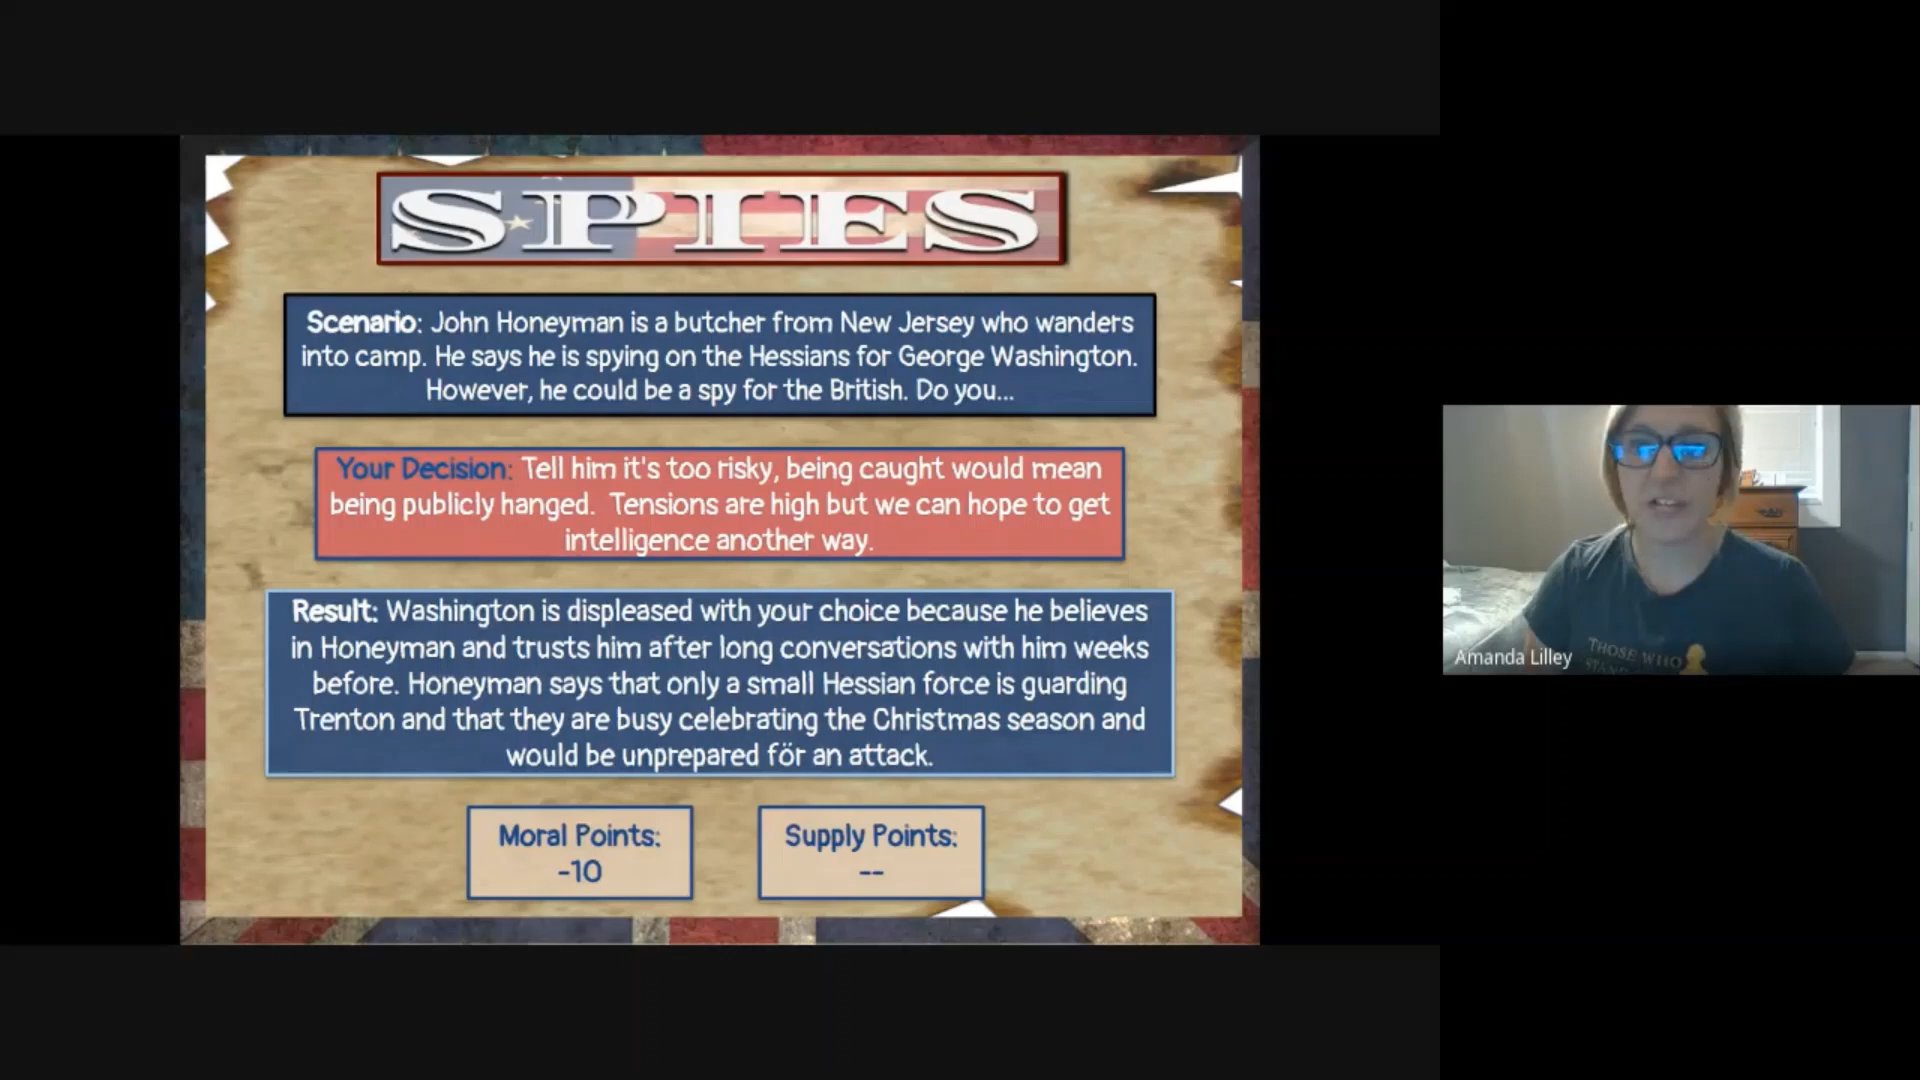 SPIES
Scenario: John Honeyman is a butcher from New Jersey who wanders
into camp. He says he is spying on the Hessians for George Washington.
However, he could be a spy for the British. Do you...
Your Decision: Tell him it's too risky, being caught would mean
being publicly hanged. Tensions are high but we can hope to get
intelligence another way.
Result: Washington is displeased with your choice because he believes
in Honeyman and trusts him after long conversations with him weeks
before. Honeyman says that only a small Hessian force is guarding
Trenton and that they are busy celebrating the Christmas season and
would be unprepared för an attack.
Moral Points:
-10
Supply Points:
--
THOSE WHO
Amanda Lilley